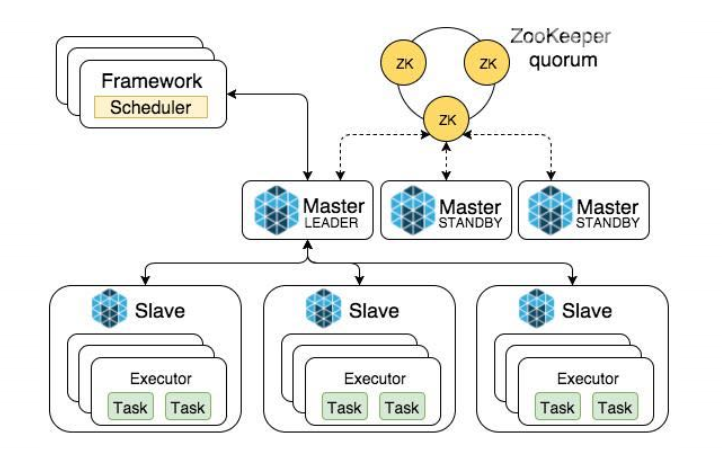 ZooKeeper
quorum
ZK
ZK
ZK
Framework
Scheduler
Master
LEADER
Master
STANDBY
Master
STANDBY
Slave
Executor
Task Task
Slave
Executor
Task Task
Slave
Executor
Task Task